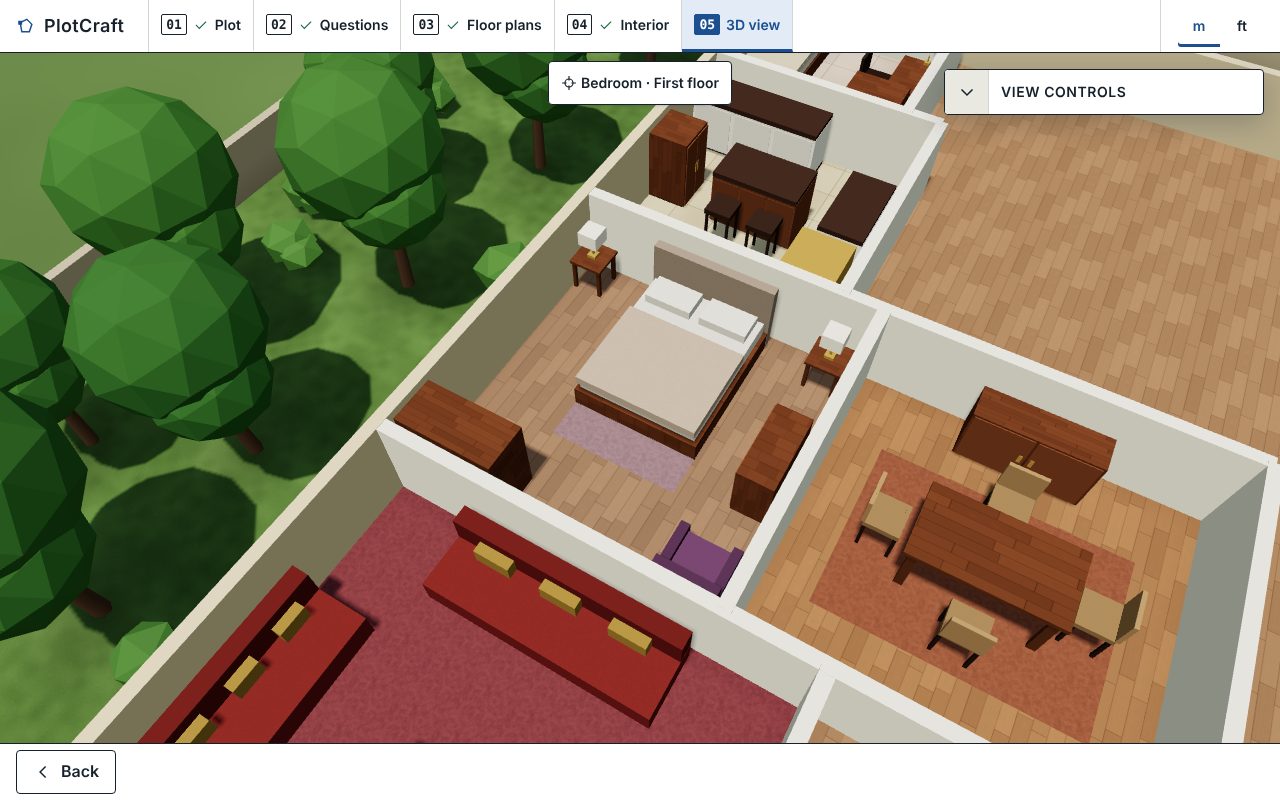 PlotCraft
01 Plot
02 Questions
03 Floor plans
04 Interior
05 3D view
m
ft
Bedroom · First floor
VIEW CONTROLS
Back